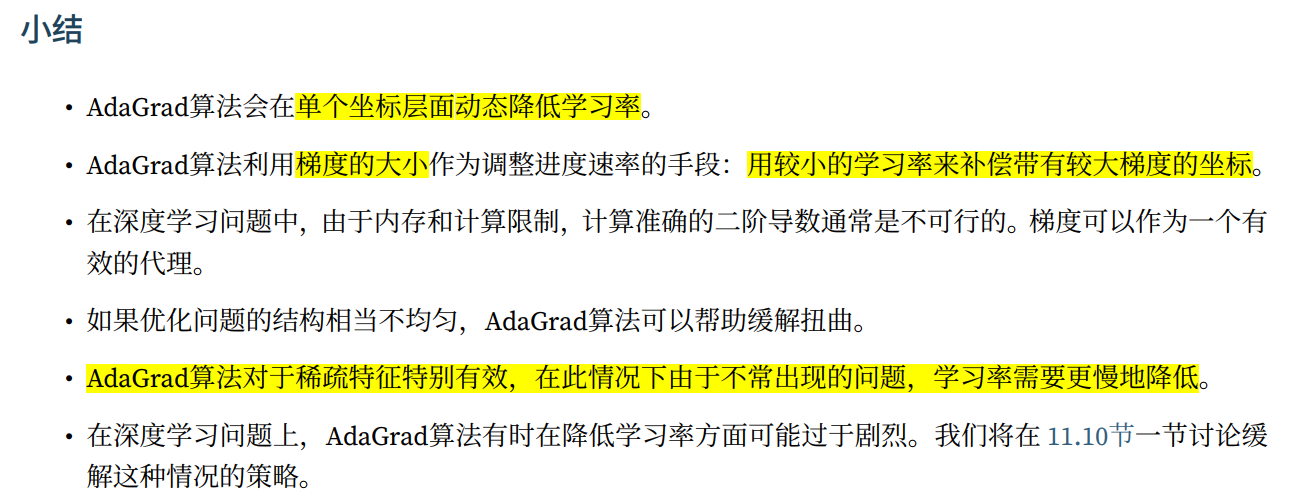 小结
• AdaGrad算法会在单个坐标层面动态降低学习率。
• AdaGrad算法利用梯度的大小作为调整进度速率的手段：用较小的学习率来补偿带有较大梯度的坐标。
• 在深度学习问题中，由于内存和计算限制，计算准确的二阶导数通常是不可行的。梯度可以作为一个有
效的代理。
• 如果优化问题的结构相当不均匀，AdaGrad算法可以帮助缓解扭曲。
• AdaGrad算法对于稀疏特征特别有效，在此情况下由于不常出现的问题，学习率需要更慢地降低。
• 在深度学习问题上，AdaGrad算法有时在降低学习率方面可能过于剧烈。我们将在 11.10节一节讨论缓
解这种情况的策略。